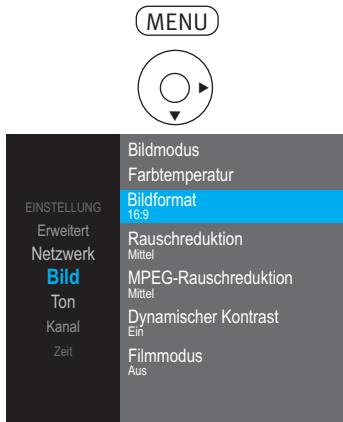 MENU
EINSTELLUNG
Erweitert
Netzwerk
Bild
Ton
Kanal
Zeit
Bildmodus
Farbtemperatur
Bildformat
16:9
Rauschreduktion
Mittel
MPEG-Rauschreduktion
Mittel
Dynamischer Kontrast
Ein
Filmmodus
Aus